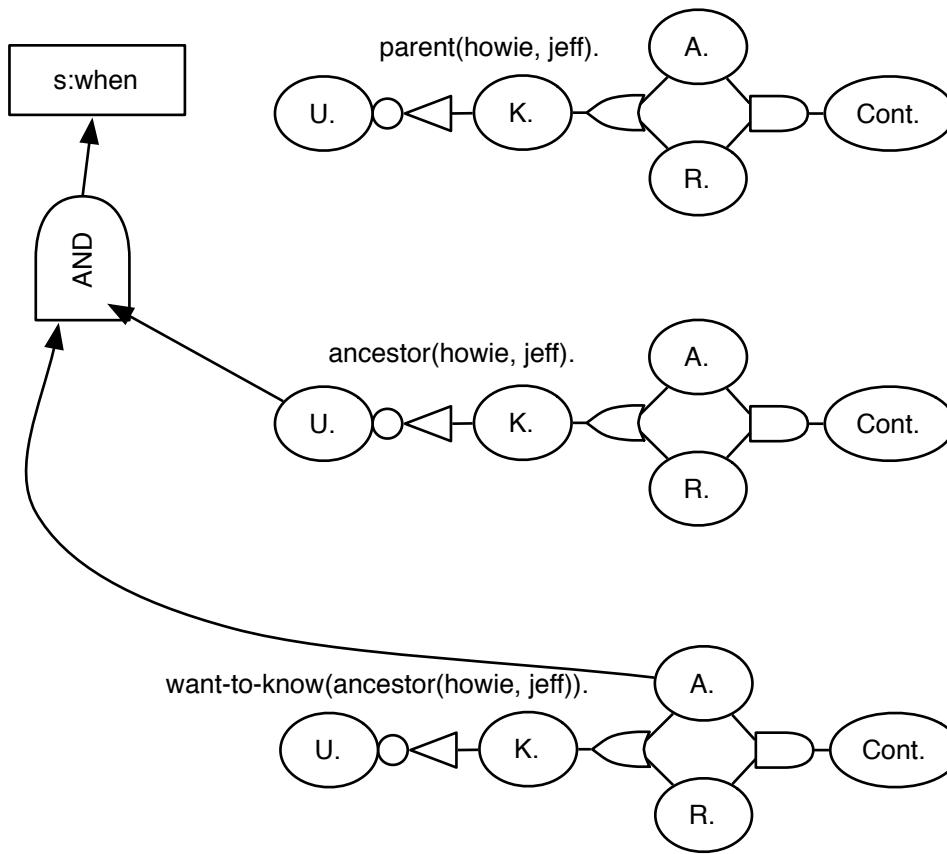 parent(howie, jeff).
A.
s:when
U.
K.
Cont.
R.
AND
ancestor(howie, jeff).
A.
U.
K.
Cont.
R.
want-to-know(ancestor(howie, jeff)).
A.
U.
K.
Cont.
R.